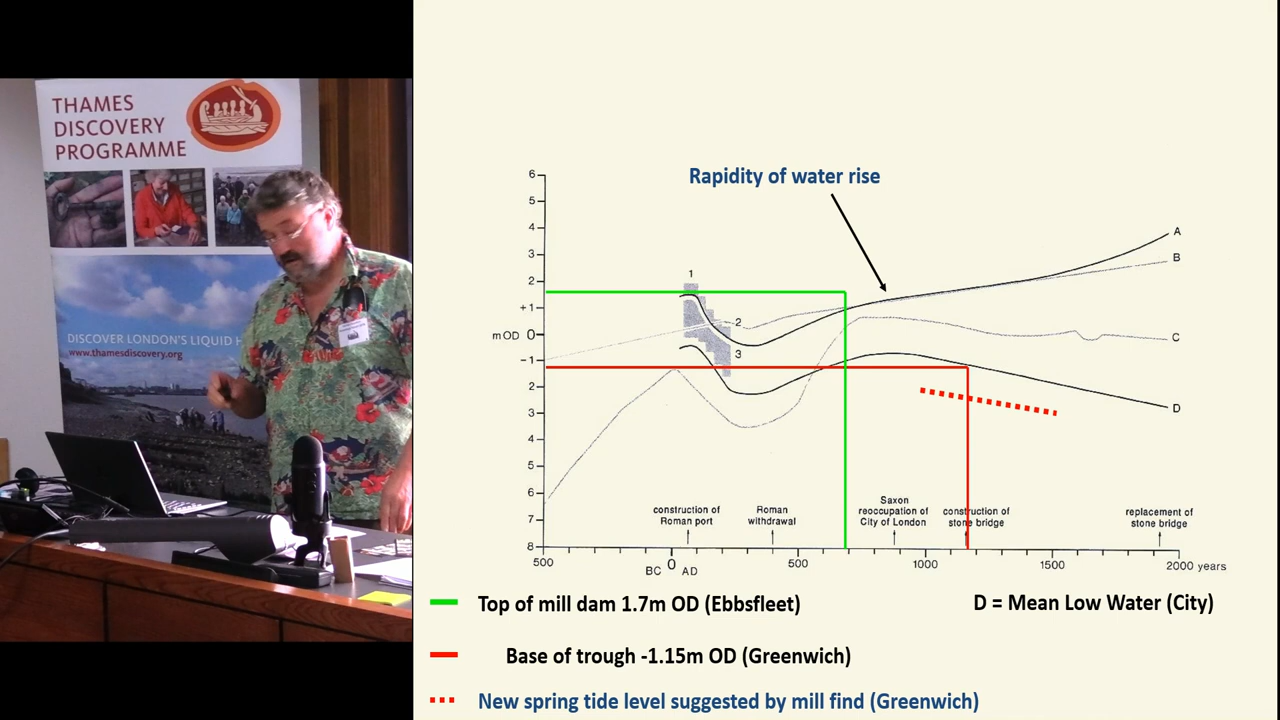 THAMES
DISCOVERY
PROGRAMME
DISCOVER LONDON'S LIQUID H
www.thamesdiscovery.org
Rapidity of water rise
6
5
4
3
2
+1
mOD 0
−1
2
3
4
5
6
7
8
1
2
3
A
B
C
D
construction of
Roman port
Roman
withdrawal
Saxon
reoccupation of
City of London
construction of
stone bridge
replacement of
stone bridge
500
BC 0 AD
500
1000
1500
2000 years
Top of mill dam 1.7m OD (Ebbsfleet)
D = Mean Low Water (City)
Base of trough -1.15m OD (Greenwich)
New spring tide level suggested by mill find (Greenwich)